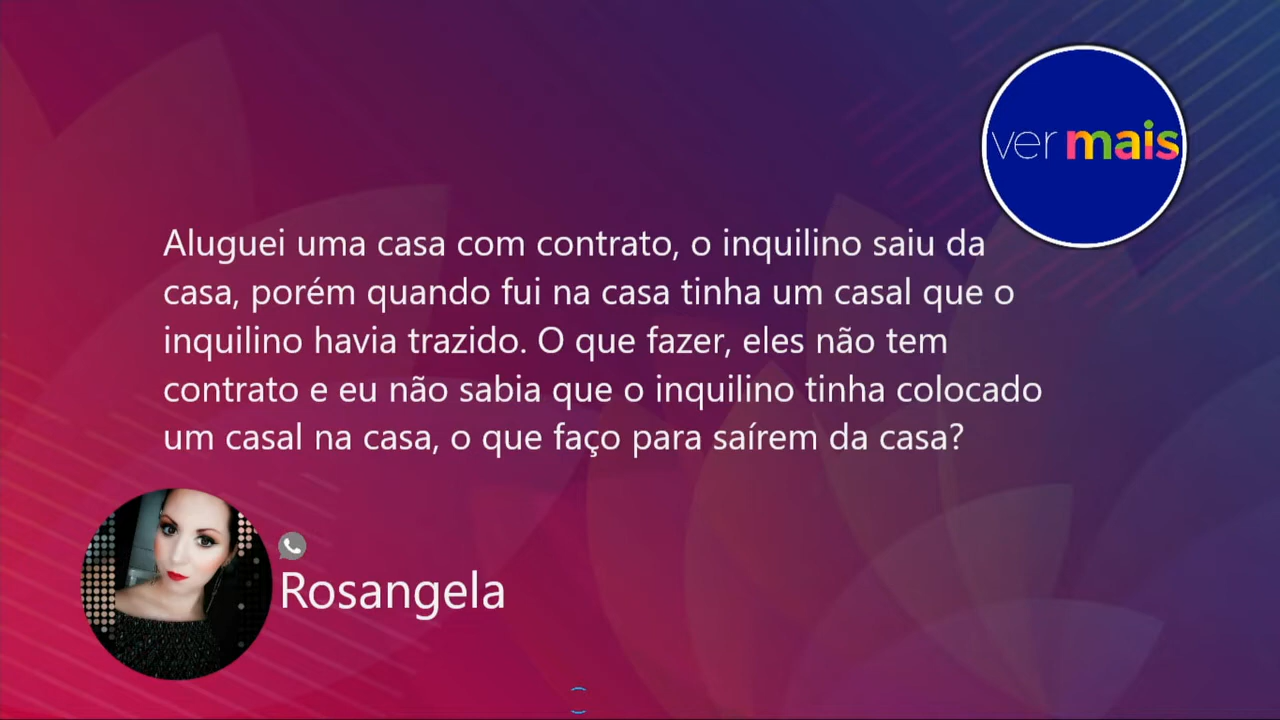 ver mais
Aluguei uma casa com contrato, o inquilino saiu da
casa, porém quando fui na casa tinha um casal que o
inquilino havia trazido. O que fazer, eles não tem
contrato e eu não sabia que o inquilino tinha colocado
um casal na casa, o que faço para saírem da casa?
Rosangela